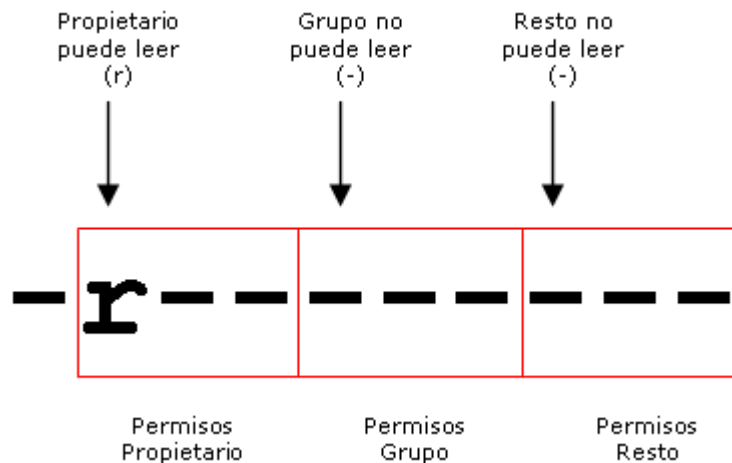 Propietario
puede leer
(r)
Grupo no
puede leer
(-)
Resto no
puede leer
(-)
-r--------
Permisos
Propietario
Permisos
Grupo
Permisos
Resto